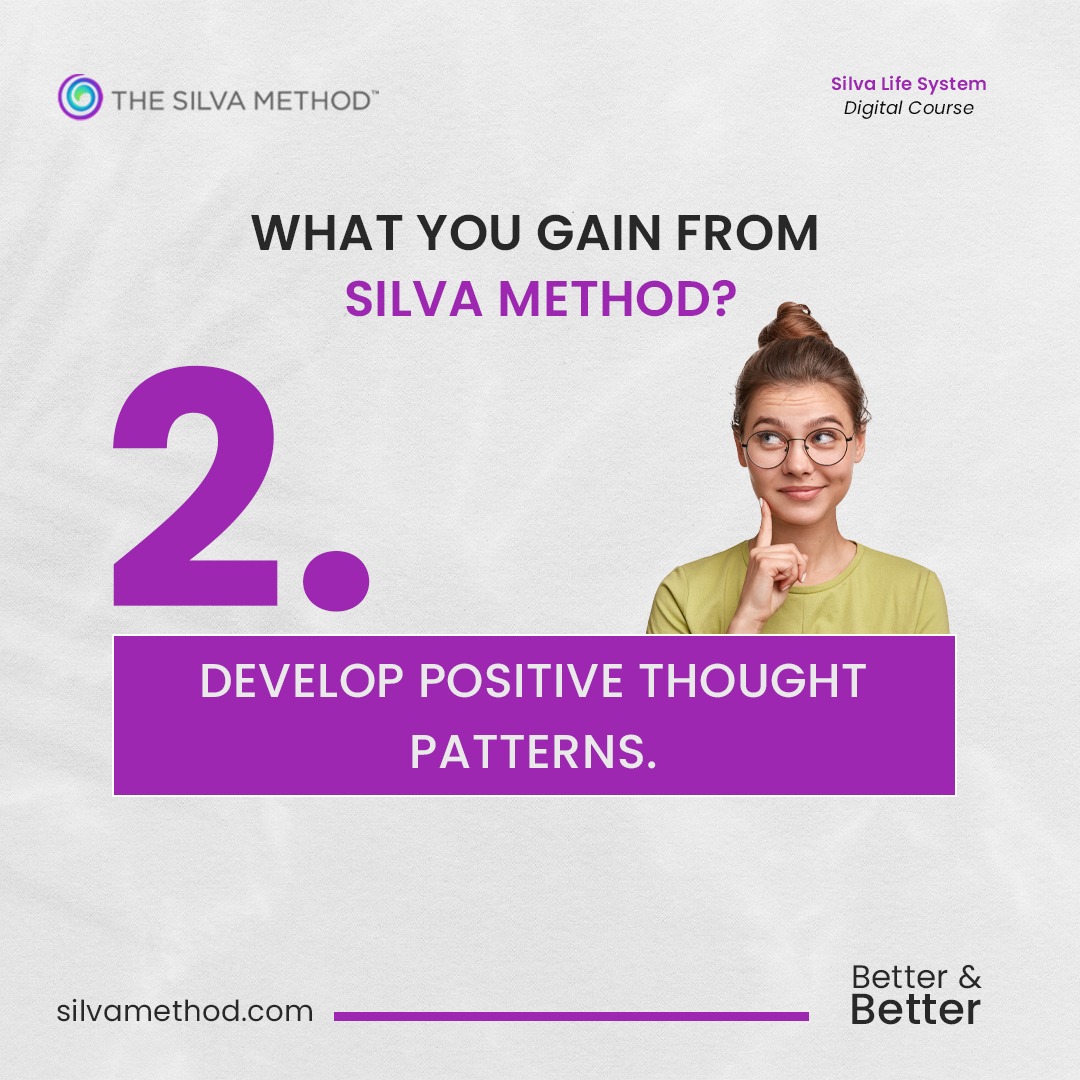 THE SILVA METHOD™
Silva Life System
Digital Course
WHAT YOU GAIN FROM
SILVA METHOD?
2.
DEVELOP POSITIVE THOUGHT
PATTERNS.
silvamethod.com
Better &
Better